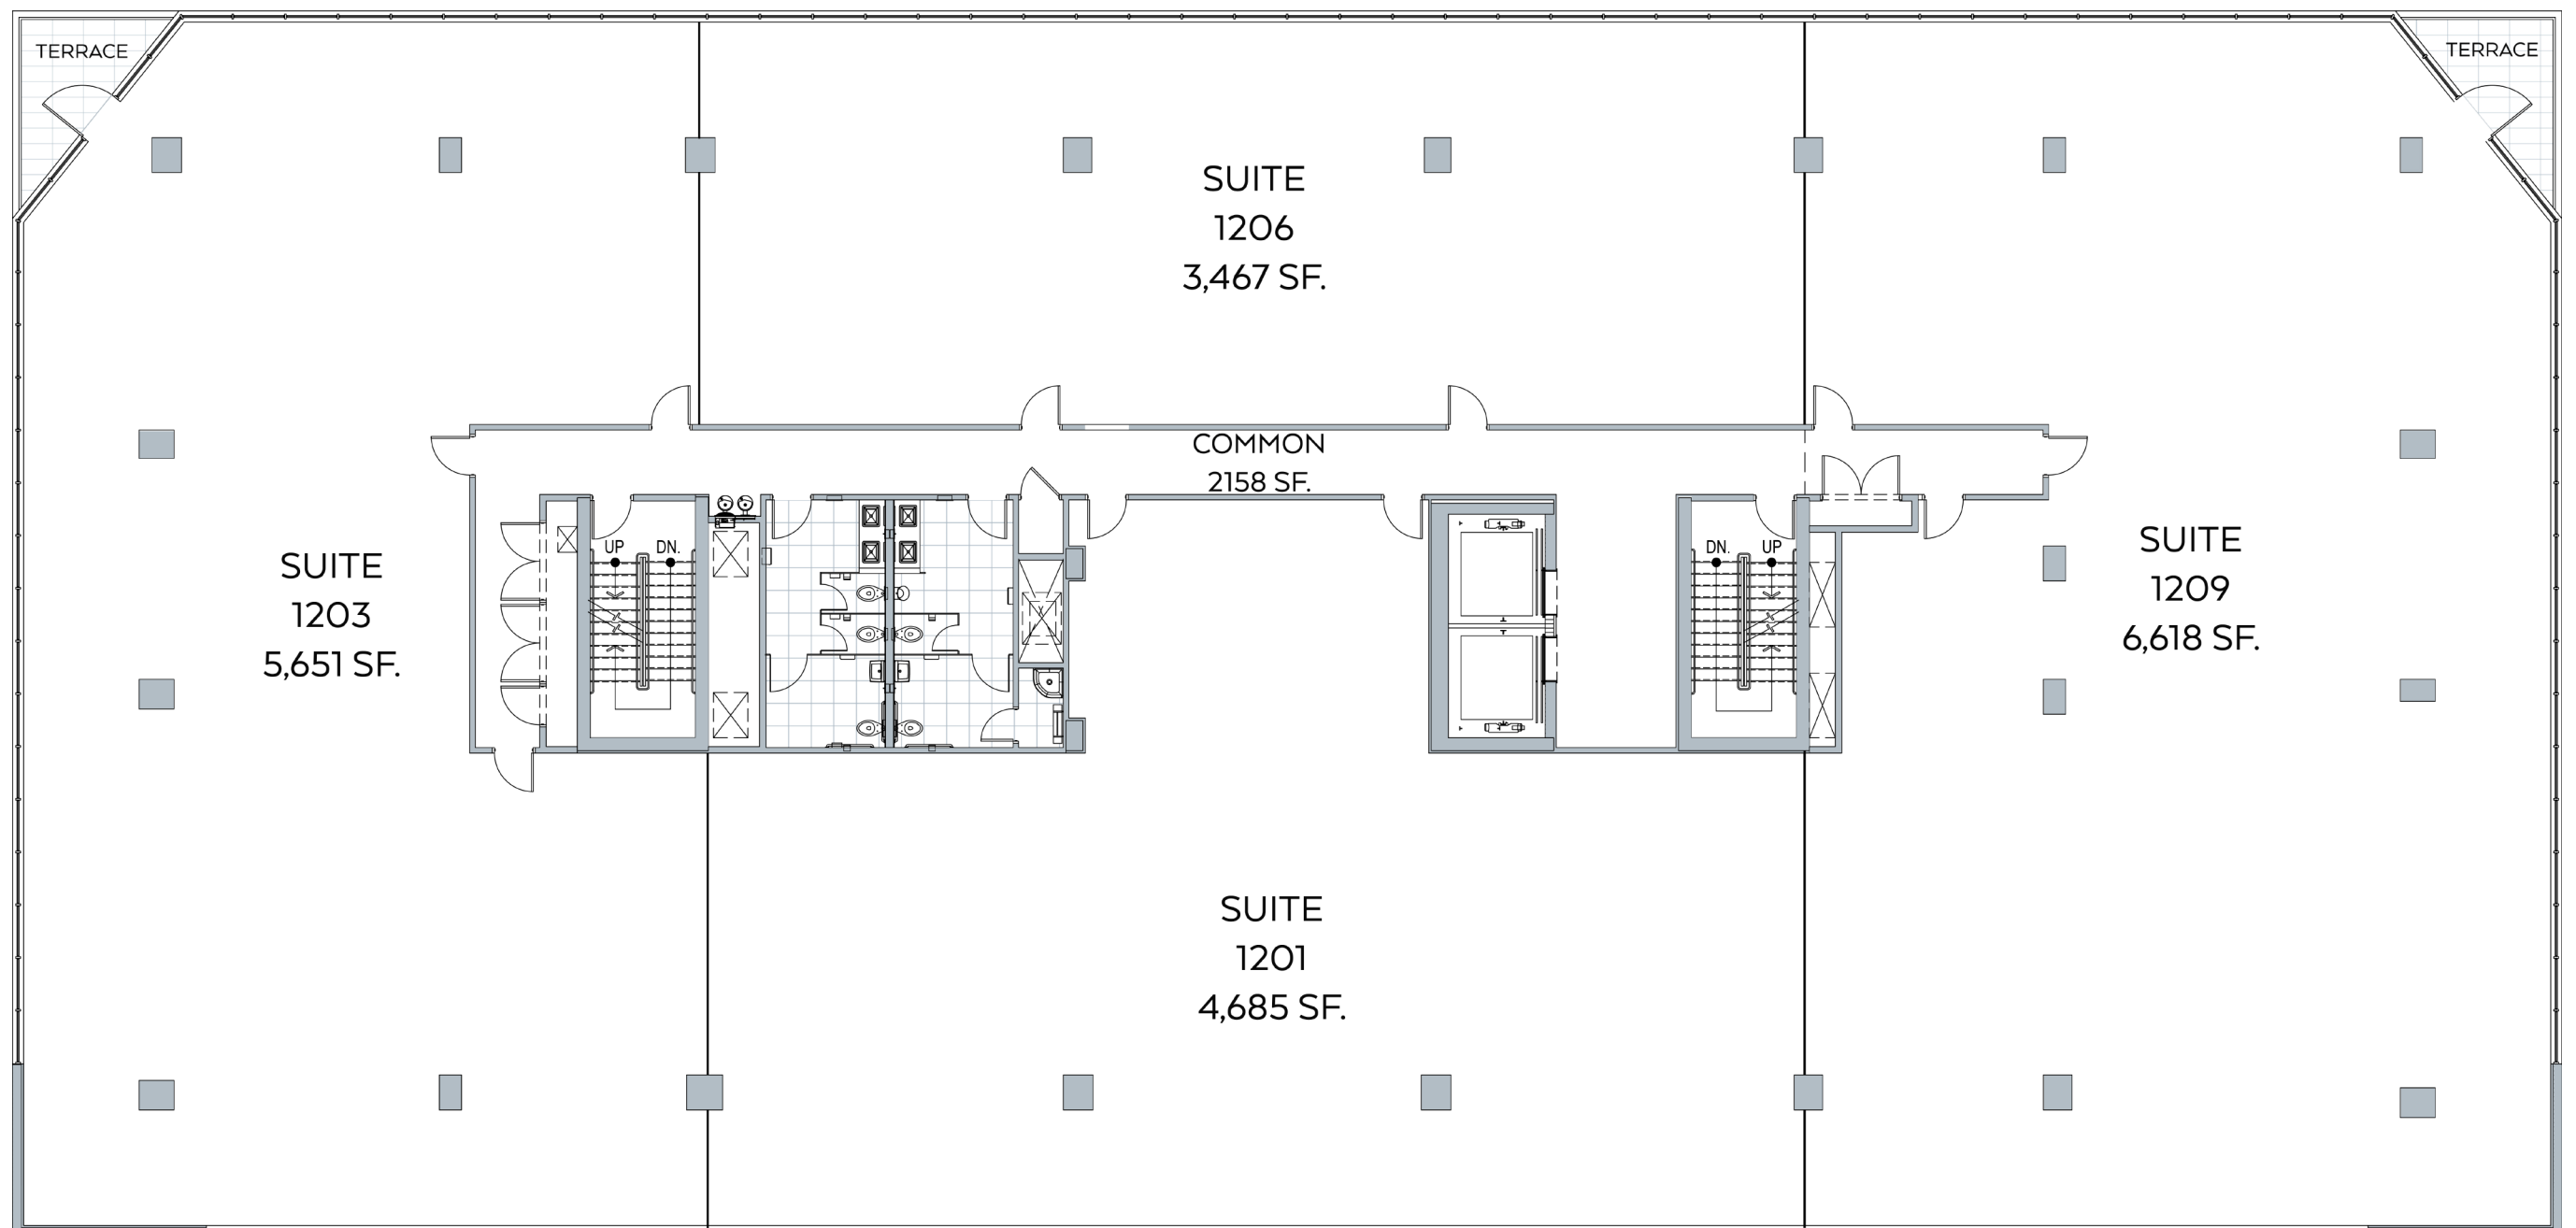 TERRACE
TERRACE
SUITE
1206
3,467 SF.
COMMON
2158 SF.
UP
DN.
DN.
UP
SUITE
1203
5,651 SF.
SUITE
1209
6,618 SF.
SUITE
1201
4,685 SF.